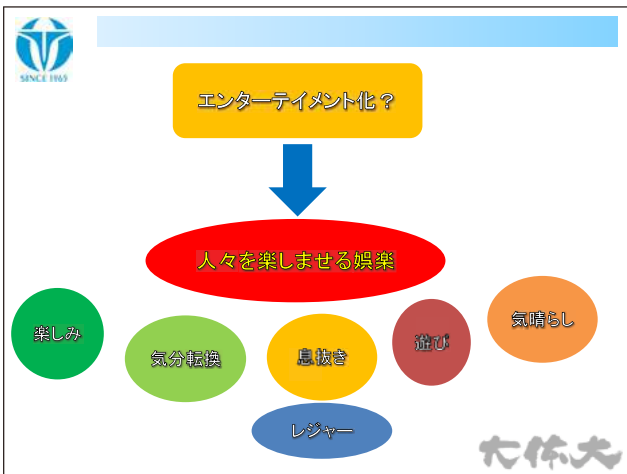 SINCE 1965
エンターテイメント化？
人々を楽しませる娯楽
楽しみ
気分転換
息抜き
遊び
気晴らし
レジャー
大体大